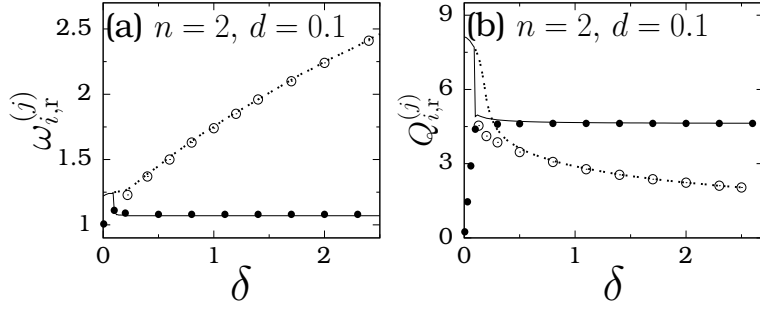 (a) n = 2, d = 0.1
2.5
2
1.5
1
ω_{i,r}^{(j)}
0 1 2
δ
(b) n = 2, d = 0.1
9
6
3
0
Q_{i,r}^{(j)}
0 1 2
δ